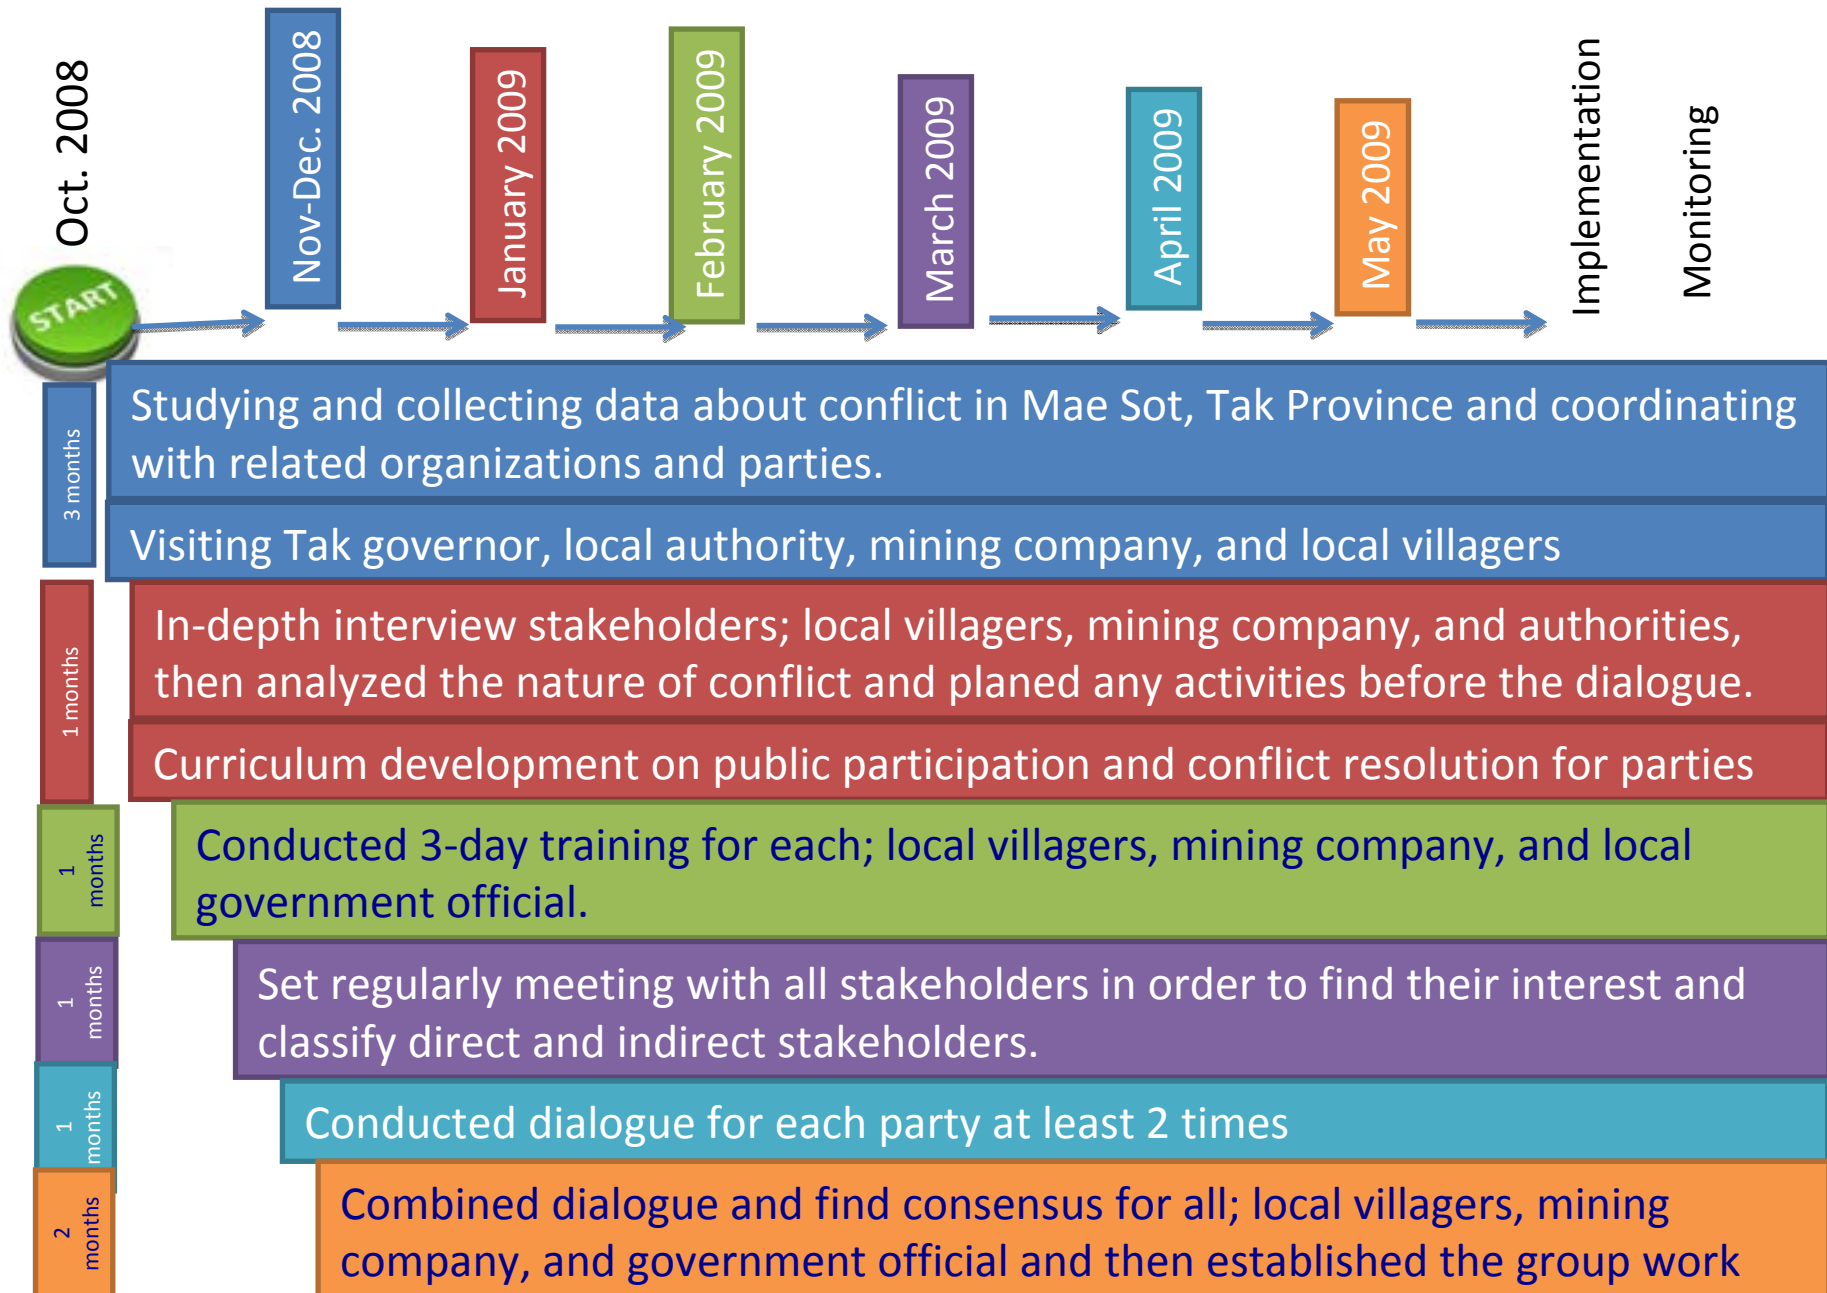 Oct. 2008
Nov-Dec. 2008
January 2009
February 2009
March 2009
April 2009
May 2009
Implementation
Monitoring
START
3 months
Studying and collecting data about conflict in Mae Sot, Tak Province and coordinating
with related organizations and parties.
Visiting Tak governor, local authority, mining company, and local villagers
1 months
In-depth interview stakeholders; local villagers, mining company, and authorities,
then analyzed the nature of conflict and planed any activities before the dialogue.
Curriculum development on public participation and conflict resolution for parties
1
months
Conducted 3-day training for each; local villagers, mining company, and local
government official.
1
months
Set regularly meeting with all stakeholders in order to find their interest and
classify direct and indirect stakeholders.
1
months
Conducted dialogue for each party at least 2 times
2
months
Combined dialogue and find consensus for all; local villagers, mining
company, and government official and then established the group work